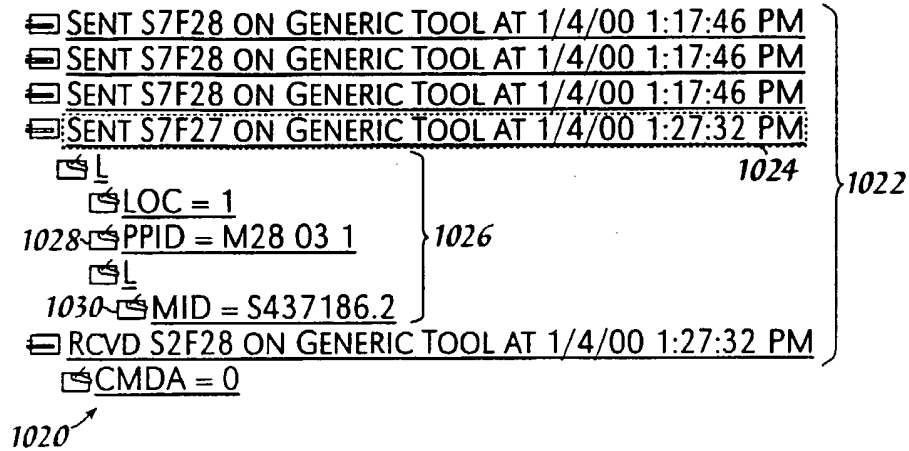 SENT S7F28 ON GENERIC TOOL AT 1/4/00 1:17:46 PM
SENT S7F28 ON GENERIC TOOL AT 1/4/00 1:17:46 PM
SENT S7F28 ON GENERIC TOOL AT 1/4/00 1:17:46 PM
SENT S7F27 ON GENERIC TOOL AT 1/4/00 1:27:32 PM
L
1024
1022
LOC = 1
1028 PPID = M28 03 1
1026
L
1030 MID = S437186.2
RCVD S2F28 ON GENERIC TOOL AT 1/4/00 1:27:32 PM
CMDA = 0
1020